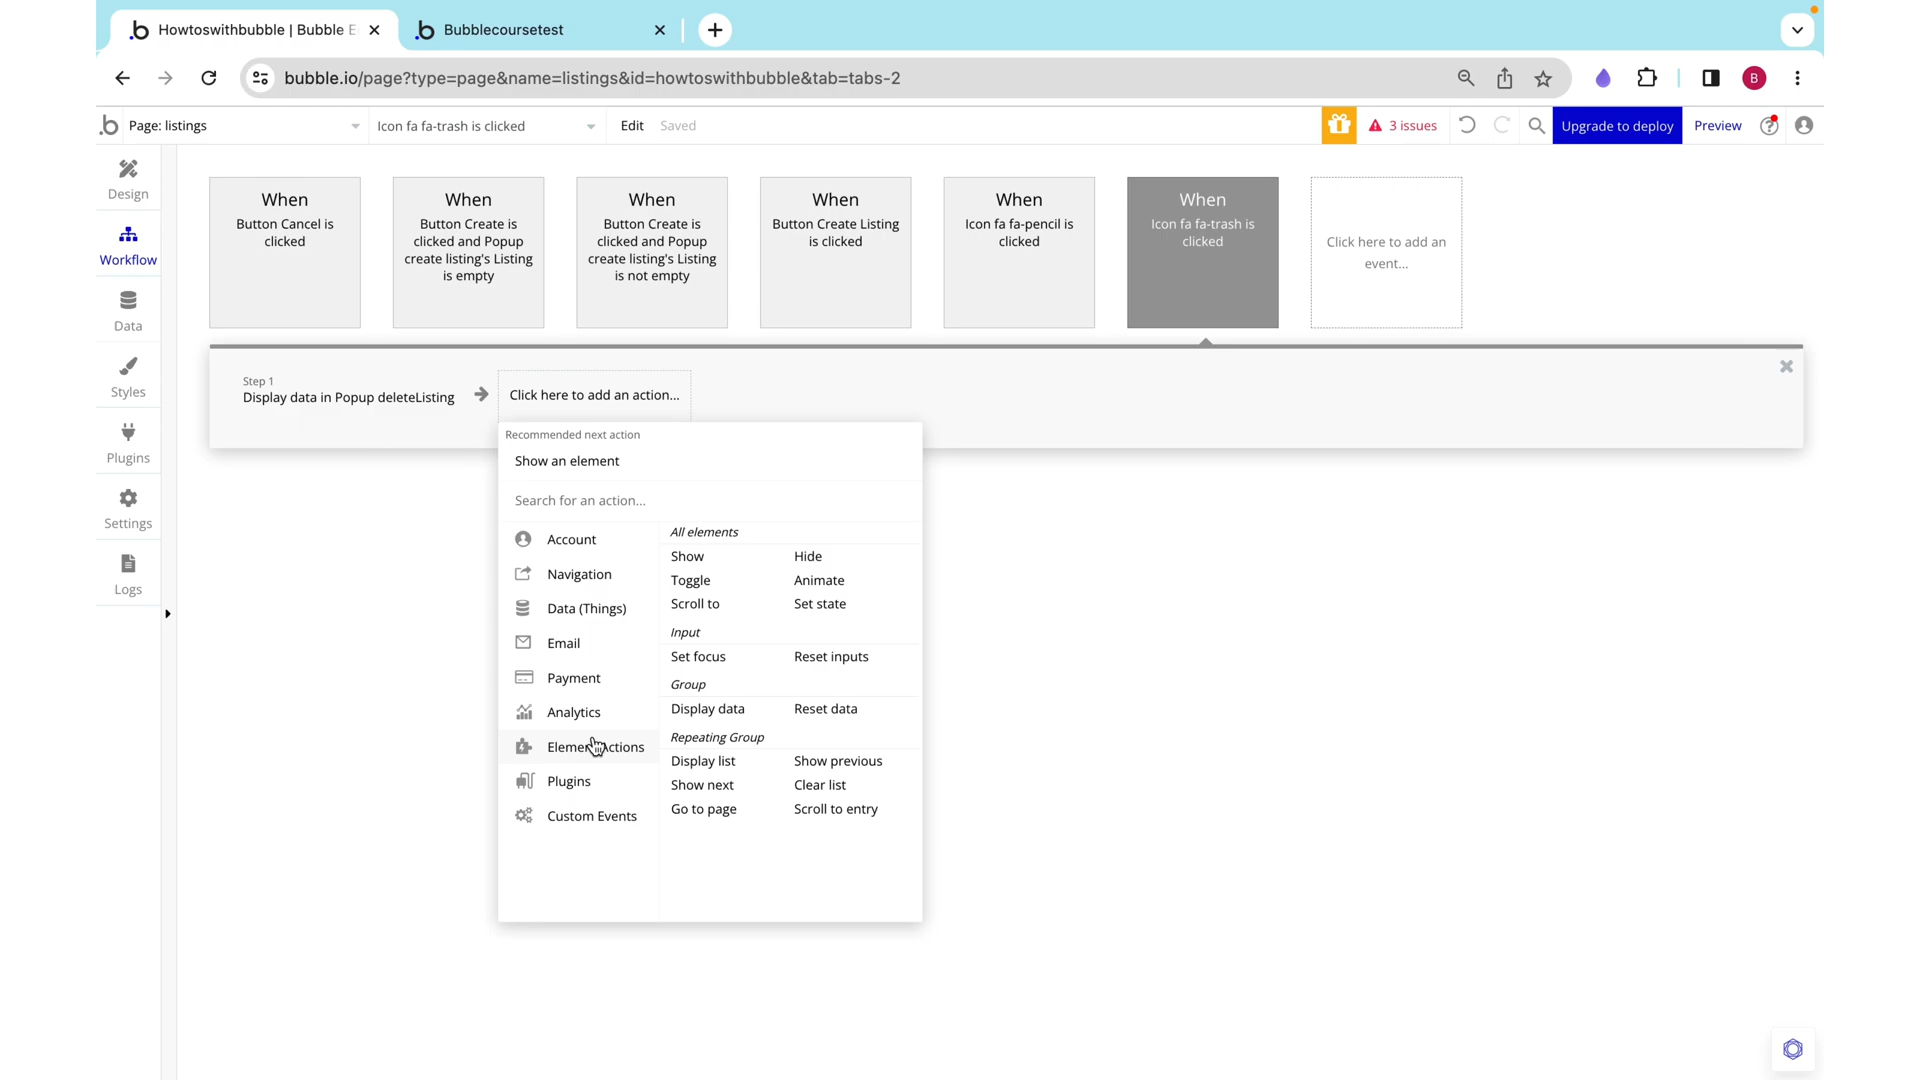 Howtoswithbubble | Bubble E
Bubblecoursetest
bubble.io/page?type=page&name=listings&id=howtoswithbubble&tab=tabs-2
B
Page: listings
Icon fa fa-trash is clicked
Edit
Saved
3 issues
Upgrade to deploy
Preview
Design
Workflow
Data
Styles
Plugins
Settings
Logs
When
Button Cancel is
clicked
When
Button Create is
clicked and Popup
create listing's Listing
is empty
When
Button Create is
clicked and Popup
create listing's Listing
is not empty
When
Button Create Listing
is clicked
When
Icon fa fa-pencil is
clicked
When
Icon fa fa-trash is
clicked
Click here to add an
event...
Step 1
Display data in Popup deleteListing
Click here to add an action...
Recommended next action
Show an element
Search for an action...
Account
Navigation
Data (Things)
Email
Payment
Analytics
Element Actions
Plugins
Custom Events
All elements
Show Hide
Toggle Animate
Scroll to Set state
Input
Set focus Reset inputs
Group
Display data Reset data
Repeating Group
Display list Show previous
Show next Clear list
Go to page Scroll to entry